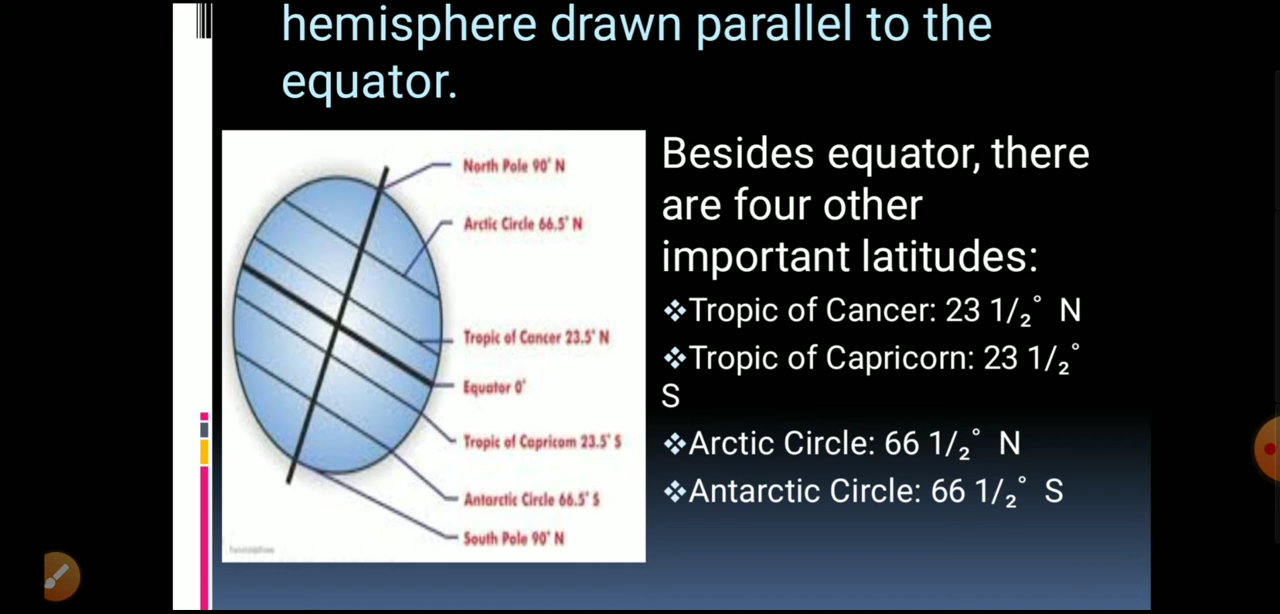 hemisphere drawn parallel to the
equator.
North Pole 90° N
Arctic Circle 66.5° N
Tropic of Cancer 23.5° N
Equator 0°
Tropic of Capricorn 23.5° S
Antarctic Circle 66.5° S
South Pole 90° N
Besides equator, there
are four other
important latitudes:
❖Tropic of Cancer: 23 1/₂° N
❖Tropic of Capricorn: 23 1/₂°
S
❖Arctic Circle: 66 1/₂° N
❖Antarctic Circle: 66 1/₂° S